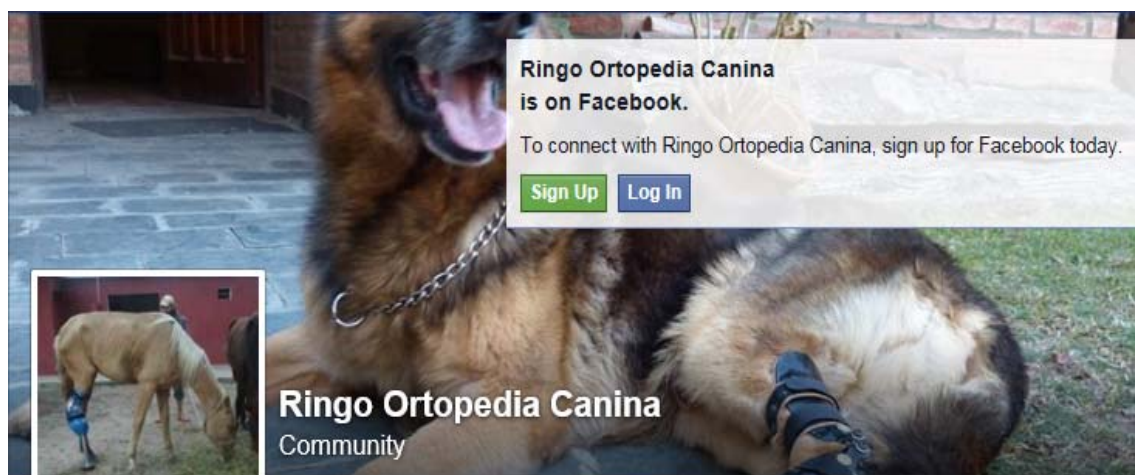 Ringo Ortopedia Canina
is on Facebook.
To connect with Ringo Ortopedia Canina, sign up for Facebook today.
Sign Up
Log In
Ringo Ortopedia Canina
Community